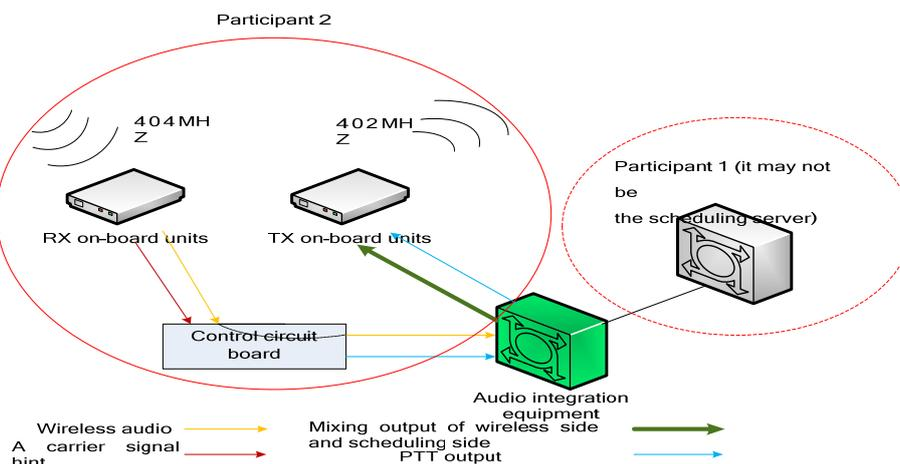 Participant 2
404MH
Z
402MH
Z
Participant 1 (it may not
be
the scheduling server)
RX on-board units
TX on-board units
Control circuit
board
Audio integration
equipment
Wireless audio
Mixing output of wireless side
and scheduling side
A carrier signal
hint
PTT output